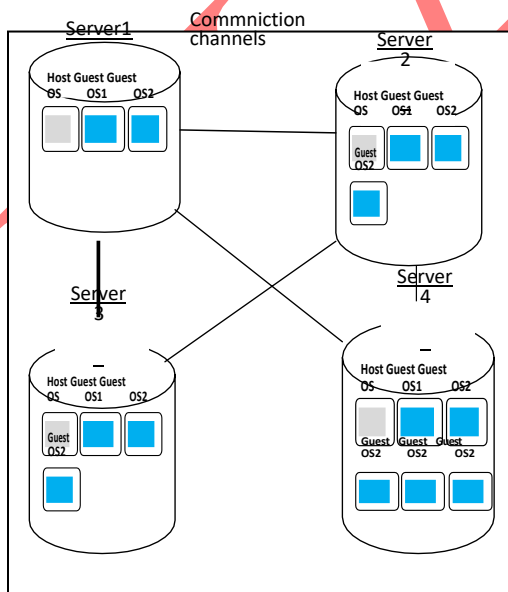 Commniction
channels
Server1
Host Guest Guest
OS OS1 OS2
Server
2
Host Guest Guest
OS OS1 OS2
Guest
OS2
Server
3
Host Guest Guest
OS OS1 OS2
Guest
OS2
Server
4
Host Guest Guest
OS OS1 OS2
Guest Guest Guest
OS2 OS2 OS2